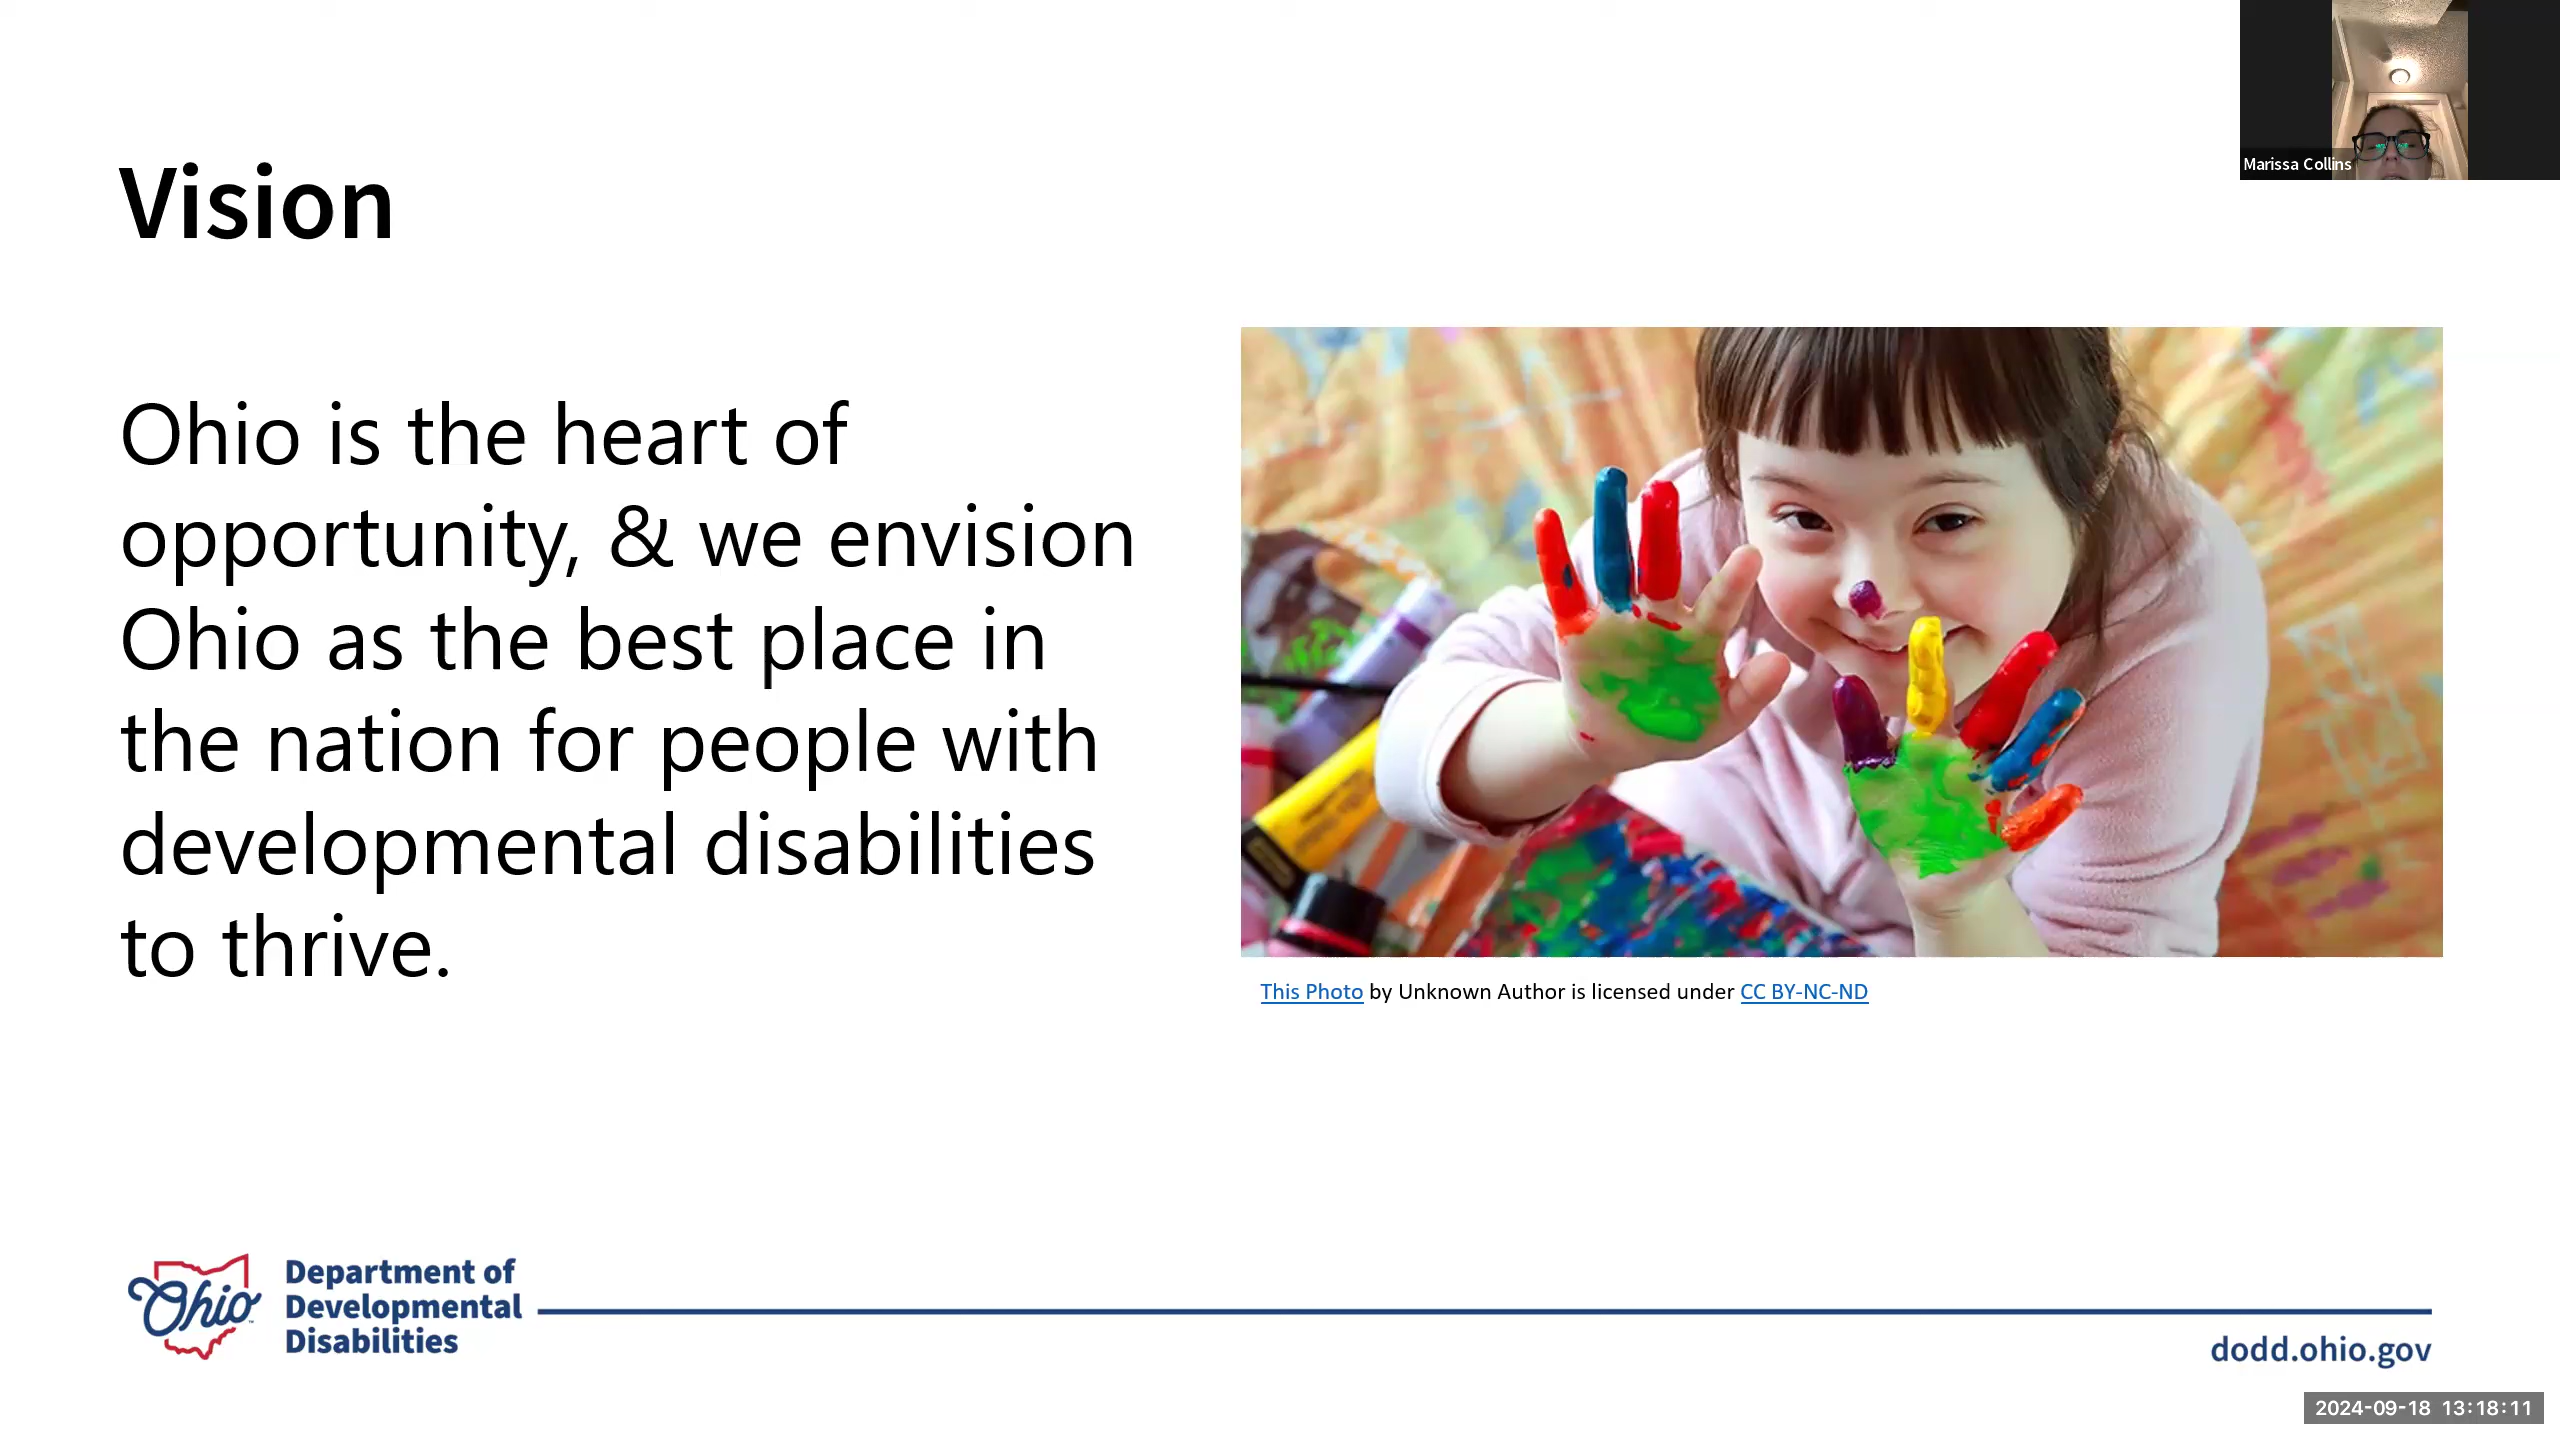 Marissa Collins
Vision
Ohio is the heart of
opportunity, & we envision
Ohio as the best place in
the nation for people with
developmental disabilities
to thrive.
This Photo by Unknown Author is licensed under CC BY-NC-ND
Ohio
Department of
Developmental
Disabilities
dodd.ohio.gov
2024-09-18 13:18:11